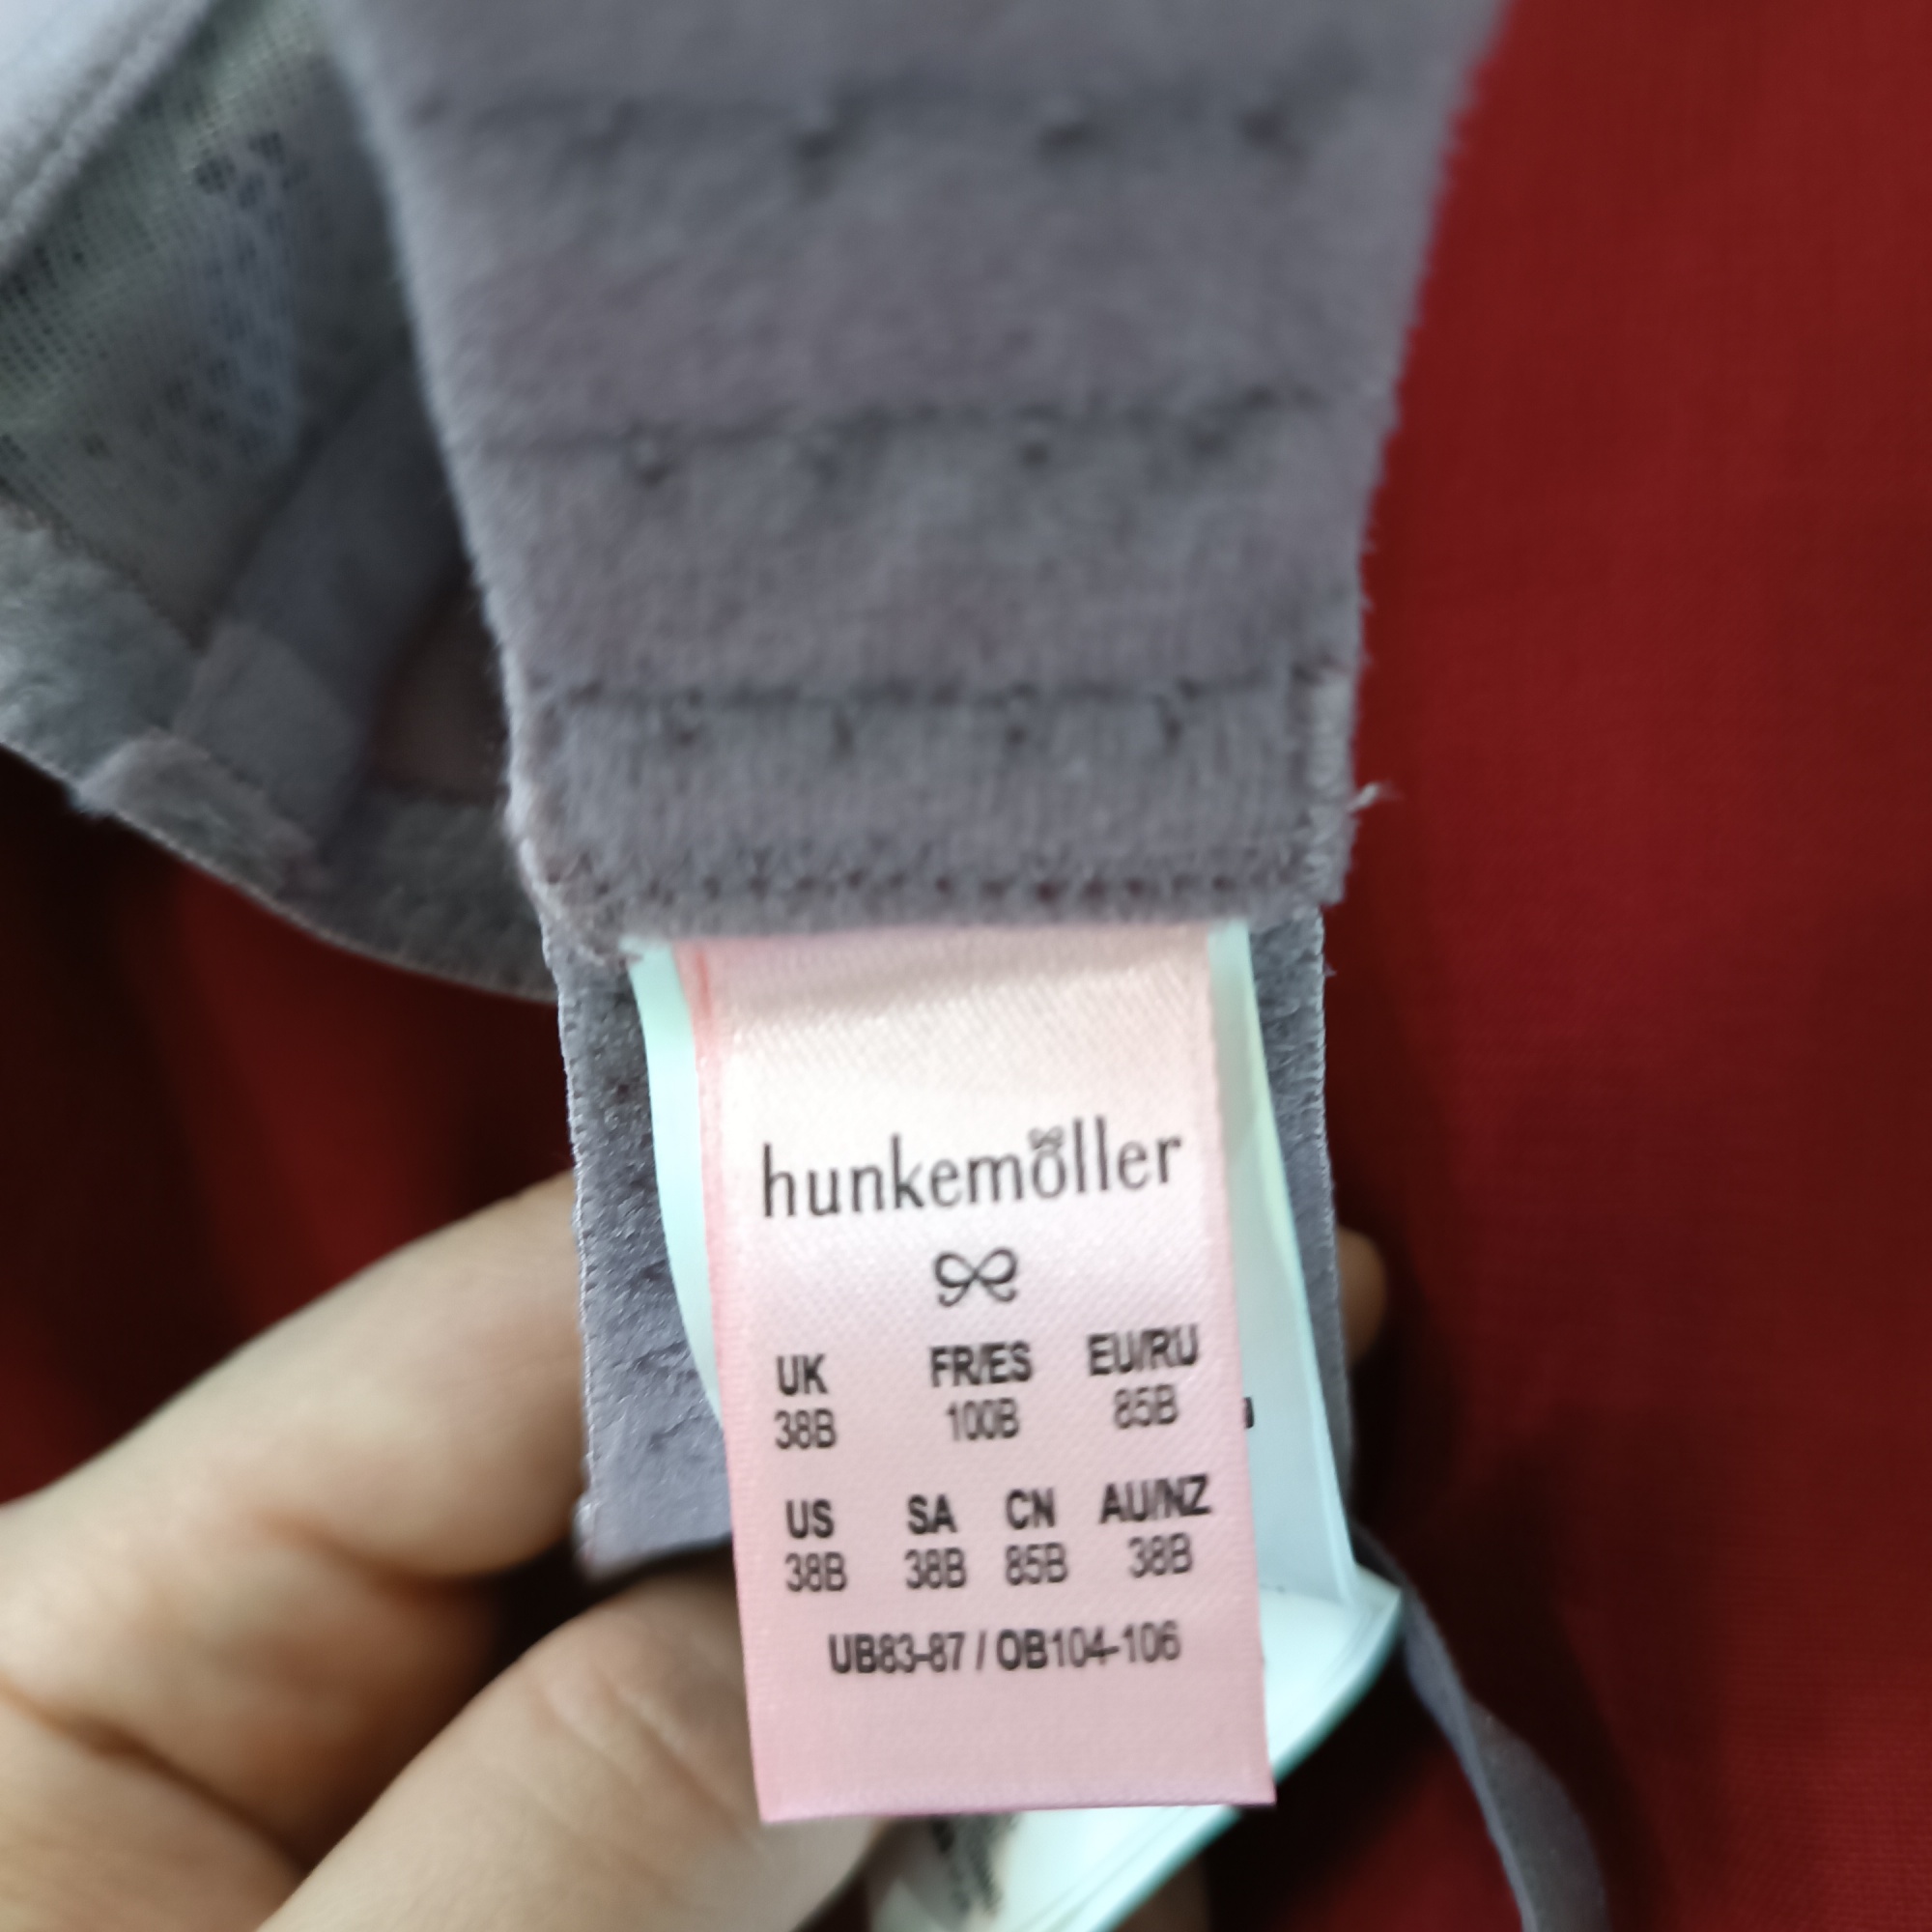 hunkemöller
UK FR/ES EU/RU
38B 100B 85B
US SA CN AU/NZ
38B 38B 85B 38B
UB83-87 / OB104-106